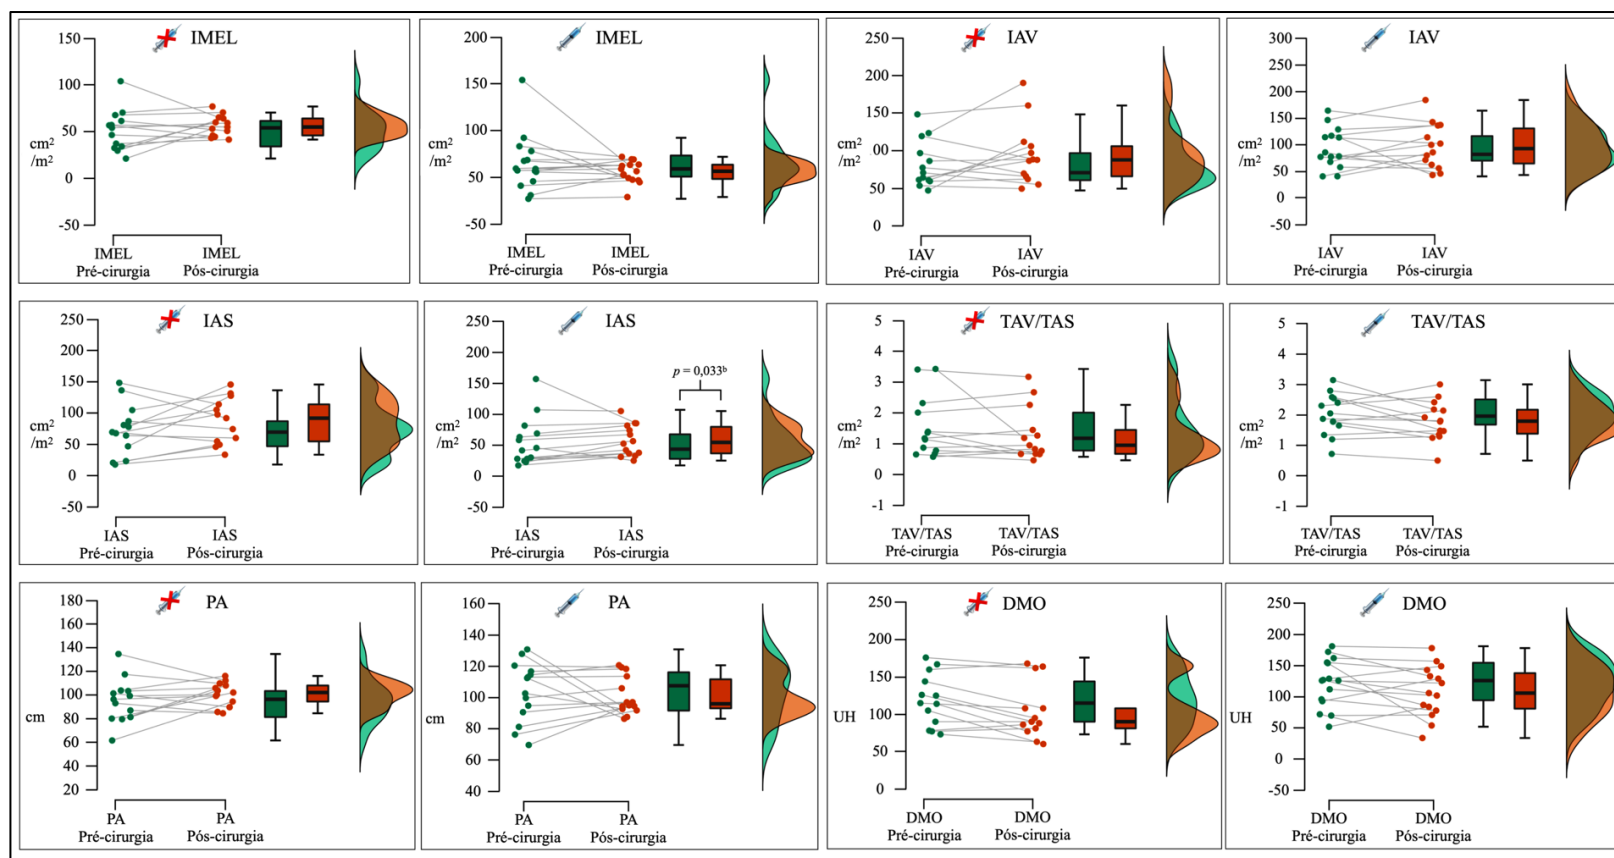 IMEL
150
100
50
0
-50
cm²
/m²
IMEL
Pré-cirurgia
IMEL
Pós-cirurgia
IMEL
200
150
100
50
-50
cm²
/m²
IMEL
Pré-cirurgia
IMEL
Pós-cirurgia
IAV
250
200
150
00
50
0
cm²
/m²
IAV
Pré-cirurgia
IAV
Pós-cirurgia
IAV
300
250
200
150
100
50
0
-50
cm²
/m²
IAV
Pré-cirurgia
IAV
Pós-cirurgia
IAS
250
200
150
100
50
0
-50
cm²
/m²
IAS
Pré-cirurgia
IAS
Pós-cirurgia
IAS
250
200
150
100
50
0
-50
cm²
/m²
p = 0,033ᵇ
IAS
Pré-cirurgia
IAS
Pós-cirurgia
TAV/TAS
5
4
3
2
1
0
-1
cm²
/m²
TAV/TAS
Pré-cirurgia
TAV/TAS
Pós-cirurgia
TAV/TAS
5
4
3
2
1
0
-1
cm²
/m²
TAV/TAS
Pré-cirurgia
TAV/TAS
Pós-cirurgia
PA
180
160
140
120
100
80
60
40
20
cm
PA
Pré-cirurgia
PA
Pós-cirurgia
PA
160
140
120
100
80
60
40
cm
PA
Pré-cirurgia
PA
Pós-cirurgia
DMO
250
200
150
100
50
0
UH
DMO
Pré-cirurgia
DMO
Pós-cirurgia
DMO
250
200
150
100
50
0
-50
UH
DMO
Pré-cirurgia
DMO
Pós-cirurgia